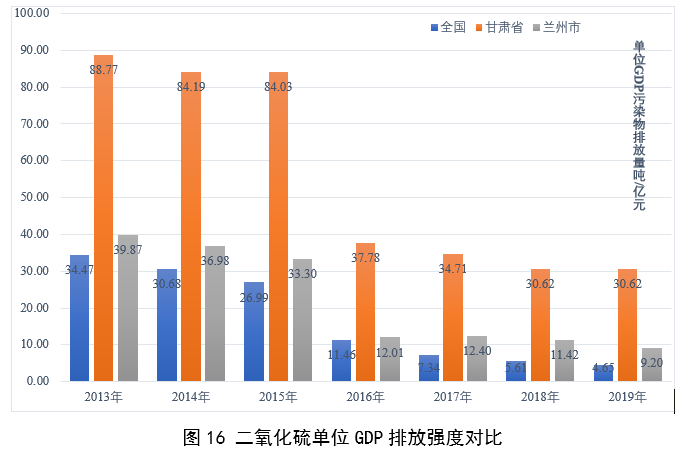 100.00
90.00
80.00
70.00
60.00
50.00
40.00
30.00
20.00
10.00
0.00
全国 甘肃省 兰州市
单位GDP污染物排放量吨/亿元
34.47 88.77 39.87
30.68 84.19 36.98
26.99 84.03 33.30
11.46 37.78 12.01
7.34 34.71 12.40
5.61 30.62 11.42
4.65 30.62 9.20
2013年 2014年 2015年 2016年 2017年 2018年 2019年
图 16 二氧化硫单位 GDP 排放强度对比